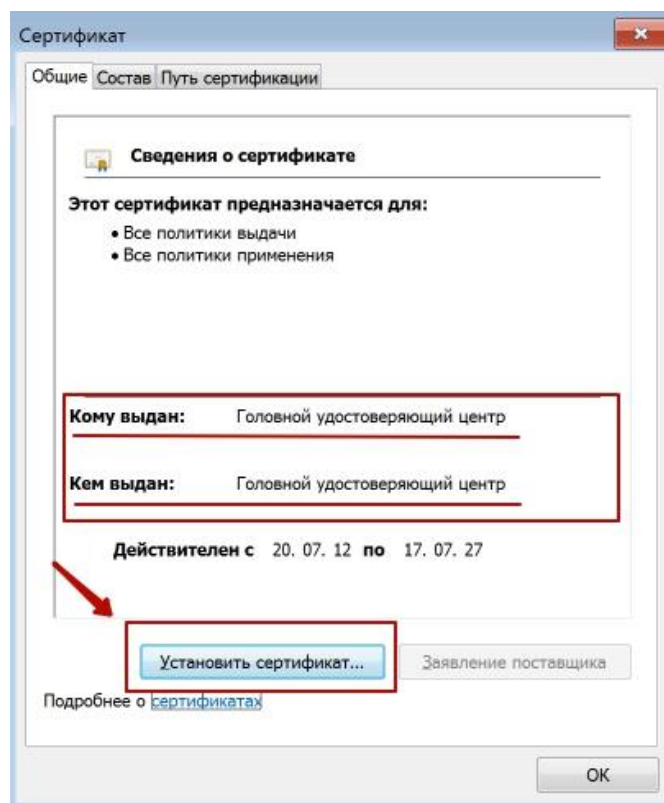 Сертификат
Общие Состав Путь сертификации
Сведения о сертификате
Этот сертификат предназначается для:
• Все политики выдачи
• Все политики применения
Кому выдан: Головной удостоверяющий центр
Кем выдан: Головной удостоверяющий центр
Действителен с 20. 07. 12 по 17. 07. 27
Установить сертификат... Заявление поставщика
Подробнее о сертификатах
ОК